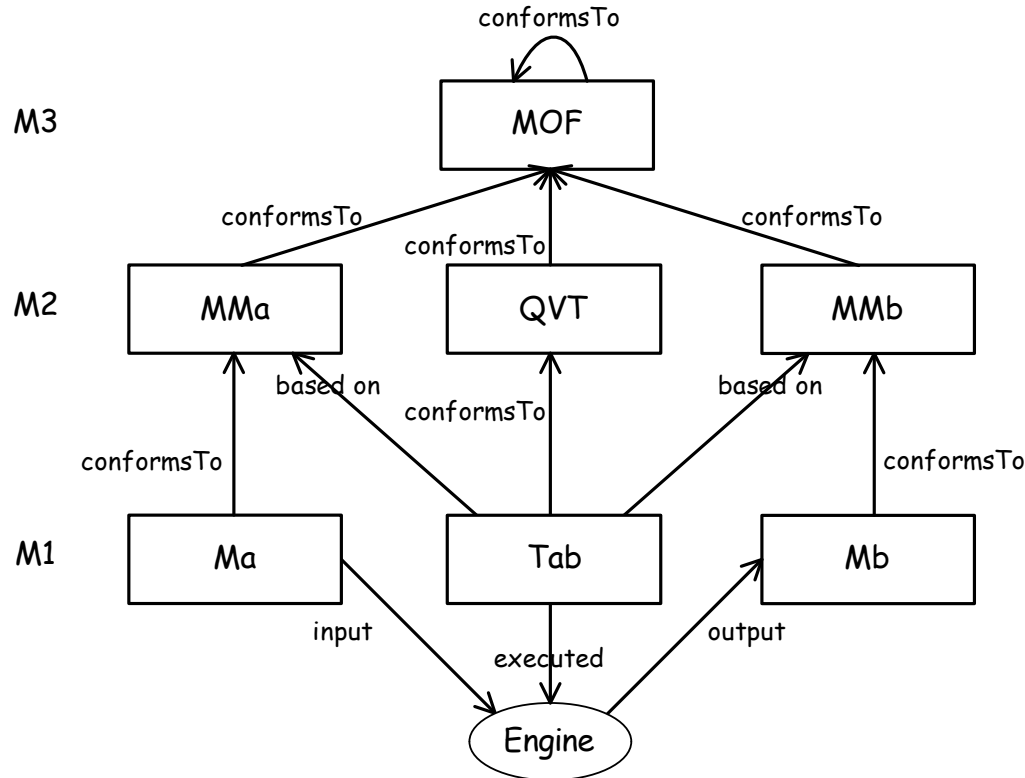 conformsTo
M3
MOF
conformsTo
conformsTo
conformsTo
M2
MMa
QVT
MMb
based on
based on
conformsTo
conformsTo
conformsTo
M1
Ma
Tab
Mb
input
output
executed
Engine